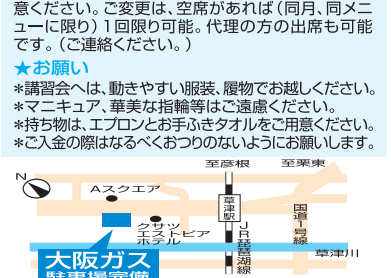 意ください。ご変更は、空席があれば（同月、同メニ
ューに限り）1回限り可能。代理の方の出席も可能
です。（ご連絡ください。）
★お願い
＊講習会へは、動きやすい服装、履物でお越しください。
＊マニキュア、華美な指輪等はご遠慮ください。
＊持ち物は、エプロンとお手ふきタオルをご用意ください。
＊ご入金の際はなるべくおつりのないようにお願いします。
至彦根
至栗東
N
Aスクエア
草津駅
国道1号線
クサツ
エストピア
ホテル
JR琵琶湖線
草津川
大阪ガス
駐車場完備